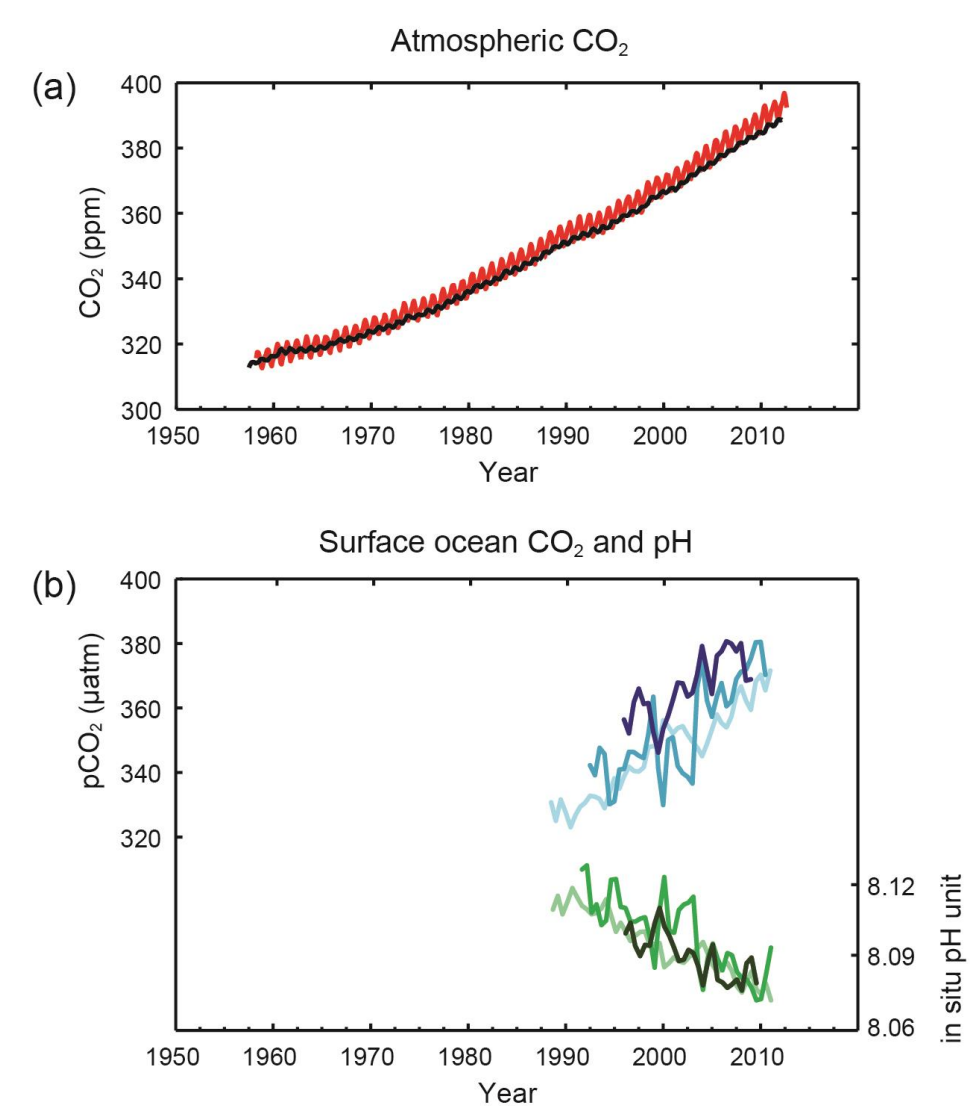 Atmospheric CO₂
(a)
400
380
360
340
320
300
CO₂ (ppm)
1950 1960 1970 1980 1990 2000 2010
Year
Surface ocean CO₂ and pH
(b)
400
380
360
340
320
pCO₂ (µatm)
8.12
8.09
8.06
in situ pH unit
1950 1960 1970 1980 1990 2000 2010
Year